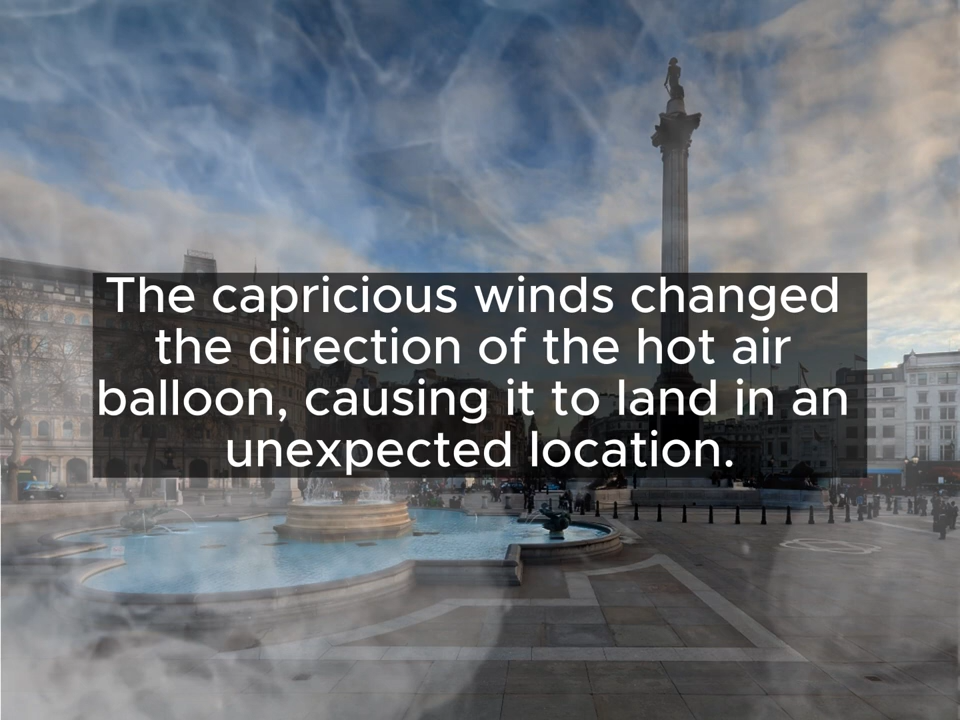 The capricious winds changed
the direction of the hot air
balloon, causing it to land in an
unexpected location.